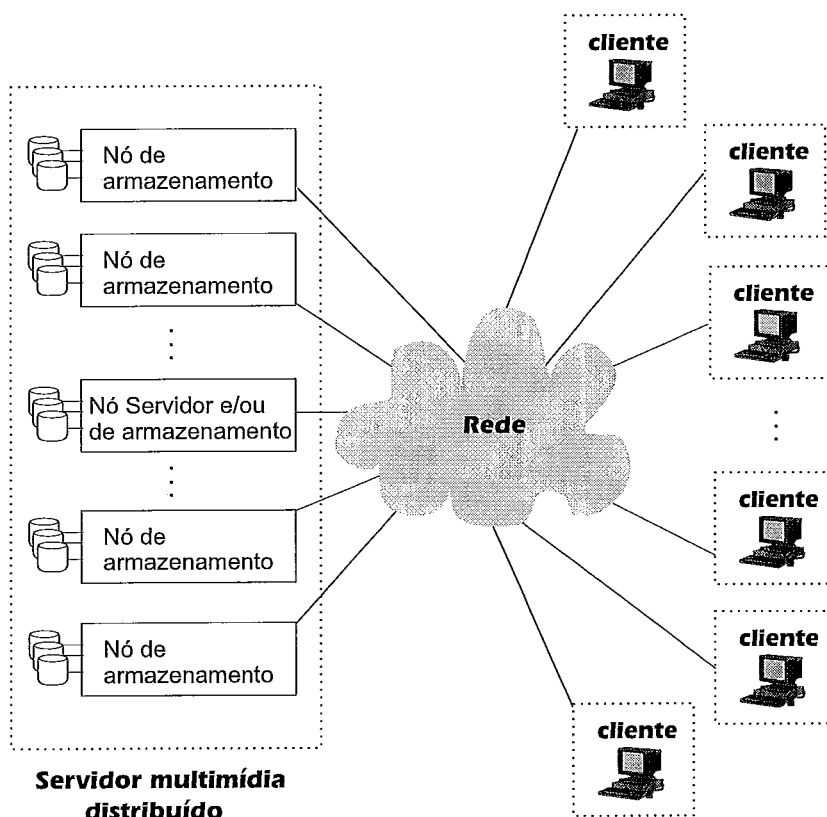 cliente
cliente
cliente
cliente
cliente
cliente
Nó de
armazenamento
Nó de
armazenamento
Nó Servidor e/ou
de armazenamento
Nó de
armazenamento
Nó de
armazenamento
Rede
Servidor multimídia
distribuído